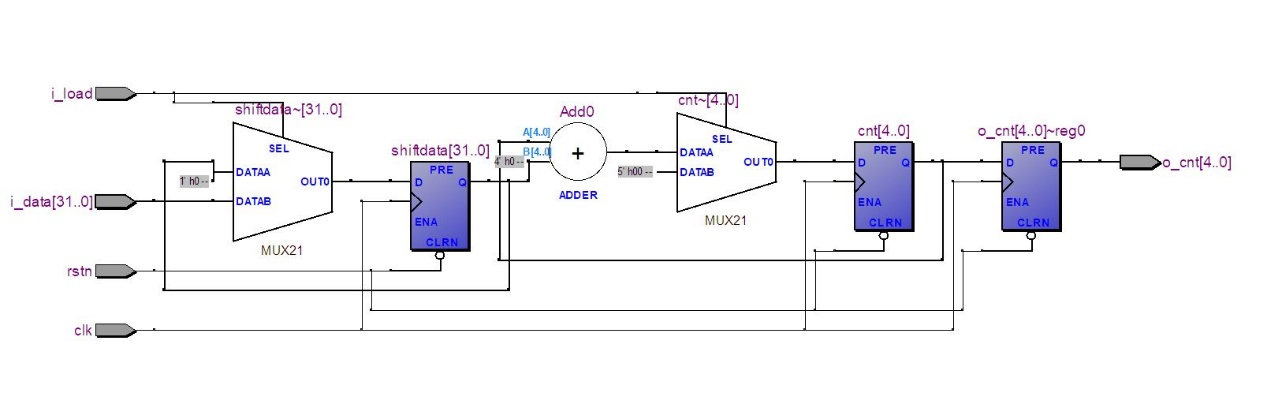 i_load
shiftdata~[31..0]
SEL
DATAA
1' h0 --
i_data[31..0]
DATAB
OUT0
MUX21
shiftdata[31..0]
PRE
D
Q
ENA
CLRN
rstn
clk
Add0
A[4..0]
B[4..0]
4' h0 --
+
ADDER
cnt~[4..0]
SEL
DATAA
5' h00 --
DATAB
OUT0
MUX21
cnt[4..0]
PRE
D
Q
ENA
CLRN
o_cnt[4..0]~reg0
PRE
D
Q
ENA
CLRN
o_cnt[4..0]